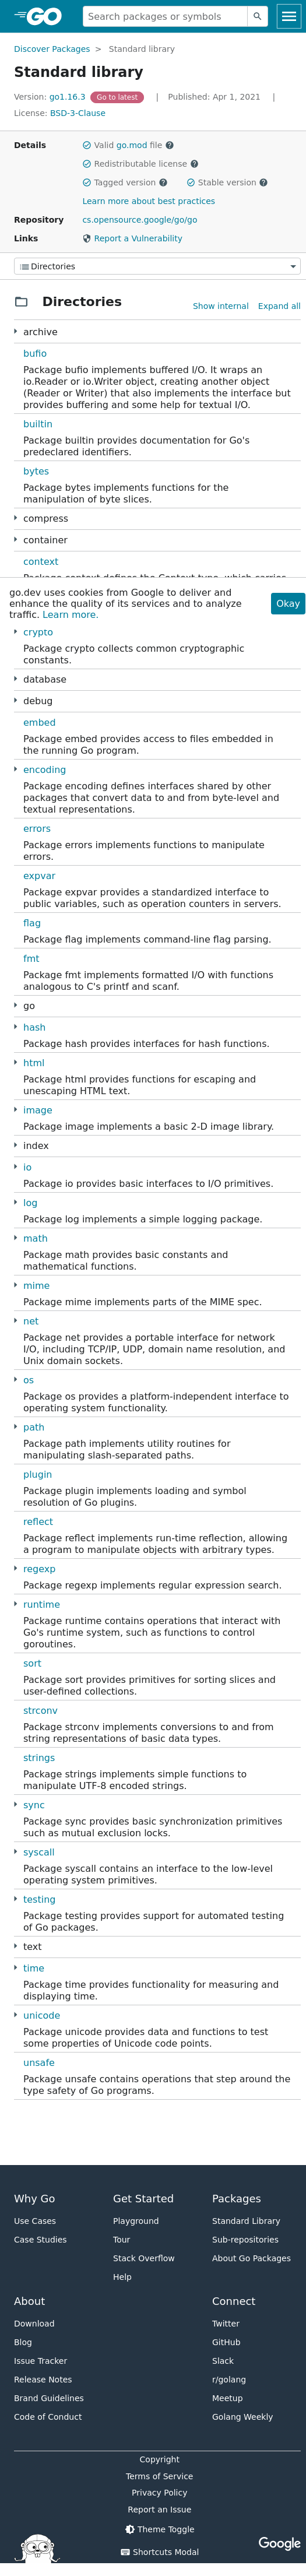 GO
Search packages or symbols
Discover Packages > Standard library
Standard library
Version: go1.16.3 Go to latest | Published: Apr 1, 2021 |
License: BSD-3-Clause
Details
Valid go.mod file
Redistributable license
Tagged version
Stable version
Learn more about best practices
Repository
cs.opensource.google/go/go
Links
Report a Vulnerability
Directories
Directories
Show internal
Expand all
archive
bufio
Package bufio implements buffered I/O. It wraps an
io.Reader or io.Writer object, creating another object
(Reader or Writer) that also implements the interface but
provides buffering and some help for textual I/O.
builtin
Package builtin provides documentation for Go's
predeclared identifiers.
bytes
Package bytes implements functions for the
manipulation of byte slices.
compress
container
context
Package context defines the Context type, which carries
go.dev uses cookies from Google to deliver and
enhance the quality of its services and to analyze
traffic. Learn more.
Okay
crypto
Package crypto collects common cryptographic
constants.
database
debug
embed
Package embed provides access to files embedded in
the running Go program.
encoding
Package encoding defines interfaces shared by other
packages that convert data to and from byte-level and
textual representations.
errors
Package errors implements functions to manipulate
errors.
expvar
Package expvar provides a standardized interface to
public variables, such as operation counters in servers.
flag
Package flag implements command-line flag parsing.
fmt
Package fmt implements formatted I/O with functions
analogous to C's printf and scanf.
go
hash
Package hash provides interfaces for hash functions.
html
Package html provides functions for escaping and
unescaping HTML text.
image
Package image implements a basic 2-D image library.
index
io
Package io provides basic interfaces to I/O primitives.
log
Package log implements a simple logging package.
math
Package math provides basic constants and
mathematical functions.
mime
Package mime implements parts of the MIME spec.
net
Package net provides a portable interface for network
I/O, including TCP/IP, UDP, domain name resolution, and
Unix domain sockets.
os
Package os provides a platform-independent interface to
operating system functionality.
path
Package path implements utility routines for
manipulating slash-separated paths.
plugin
Package plugin implements loading and symbol
resolution of Go plugins.
reflect
Package reflect implements run-time reflection, allowing
a program to manipulate objects with arbitrary types.
regexp
Package regexp implements regular expression search.
runtime
Package runtime contains operations that interact with
Go's runtime system, such as functions to control
goroutines.
sort
Package sort provides primitives for sorting slices and
user-defined collections.
strconv
Package strconv implements conversions to and from
string representations of basic data types.
strings
Package strings implements simple functions to
manipulate UTF-8 encoded strings.
sync
Package sync provides basic synchronization primitives
such as mutual exclusion locks.
syscall
Package syscall contains an interface to the low-level
operating system primitives.
testing
Package testing provides support for automated testing
of Go packages.
text
time
Package time provides functionality for measuring and
displaying time.
unicode
Package unicode provides data and functions to test
some properties of Unicode code points.
unsafe
Package unsafe contains operations that step around the
type safety of Go programs.
Why Go
Use Cases
Case Studies
Get Started
Playground
Tour
Stack Overflow
Help
Packages
Standard Library
Sub-repositories
About Go Packages
About
Download
Blog
Issue Tracker
Release Notes
Brand Guidelines
Code of Conduct
Connect
Twitter
GitHub
Slack
r/golang
Meetup
Golang Weekly
Copyright
Terms of Service
Privacy Policy
Report an Issue
Theme Toggle
Shortcuts Modal
Google